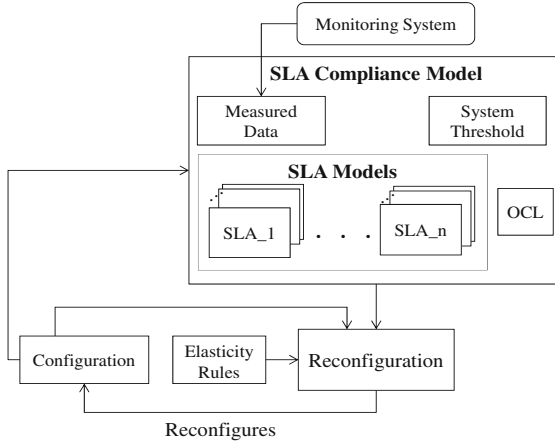 Monitoring System
SLA Compliance Model
Measured
Data
System
Threshold
SLA Models
SLA_1
. . .
SLA_n
OCL
Configuration
Elasticity
Rules
Reconfiguration
Reconfigures